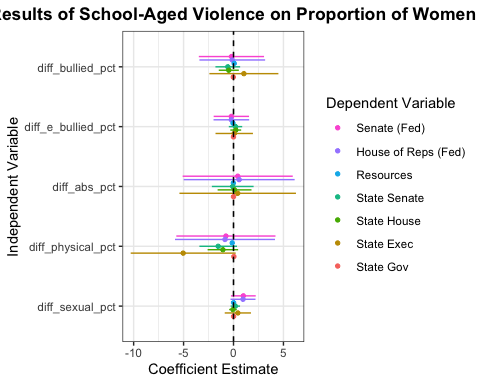 Results of School-Aged Violence on Proportion of Women
diff_bullied_pct
diff_e_bullied_pct
diff_abs_pct
diff_physical_pct
diff_sexual_pct
Independent Variable
-10 -5 0 5
Coefficient Estimate
Dependent Variable
Senate (Fed)
House of Reps (Fed)
Resources
State Senate
State House
State Exec
State Gov